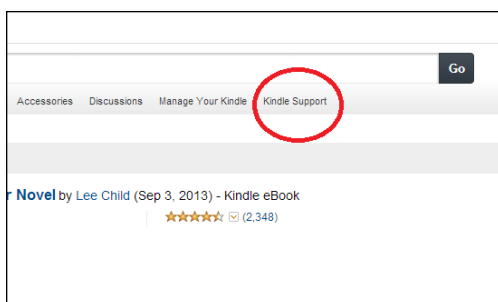 Go
Accessories Discussions Manage Your Kindle Kindle Support
r Novel by Lee Child (Sep 3, 2013) - Kindle eBook
(2,348)